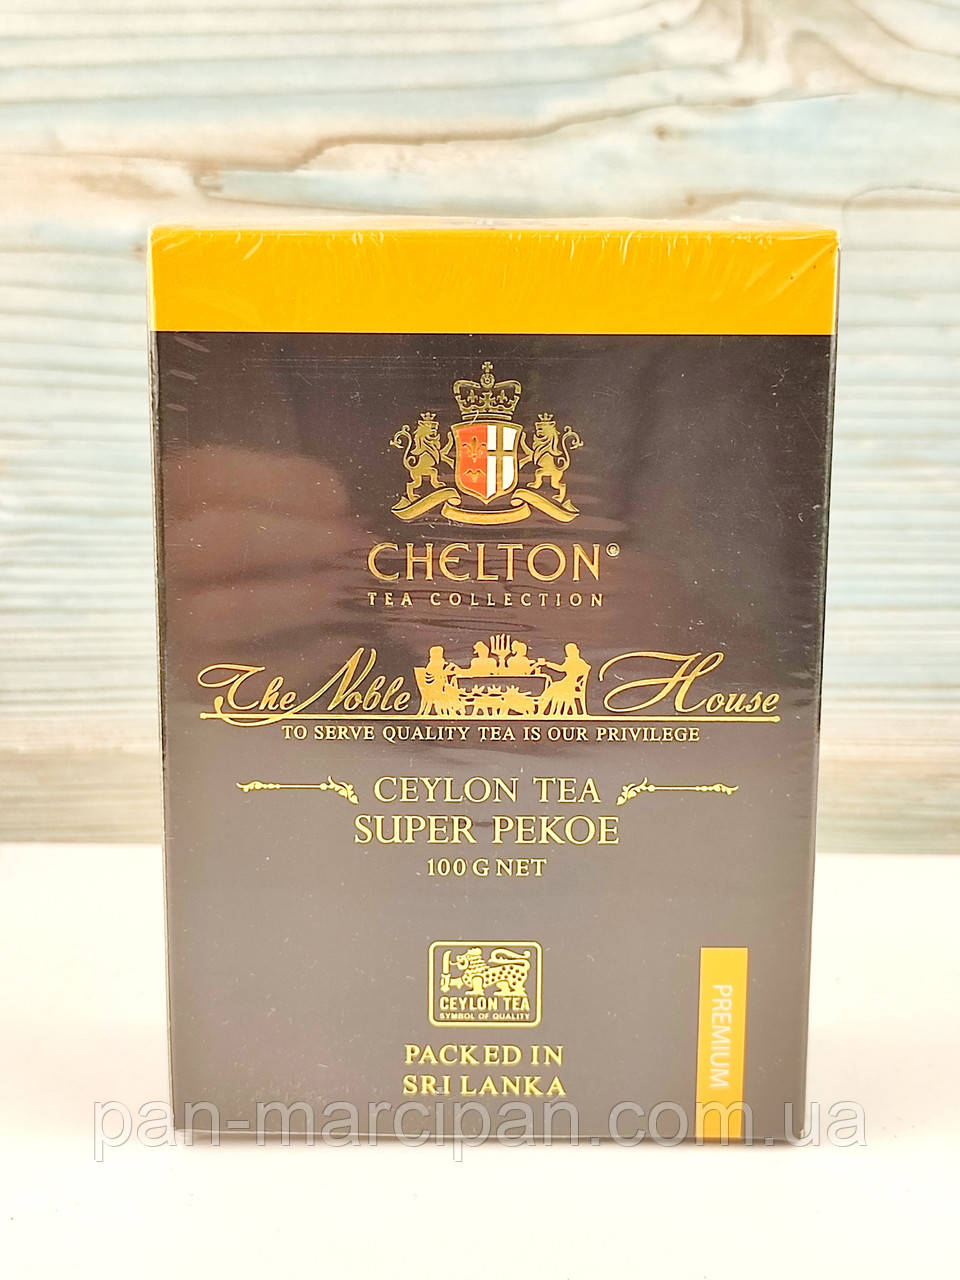 CHELTON®
TEA COLLECTION
The Noble House
TO SERVE QUALITY TEA IS OUR PRIVILEGE
CEYLON TEA
SUPER PEKOE
100 G NET
CEYLON TEA
SYMBOL OF QUALITY
PREMIUM
PACKED IN
SRI LANKA
pan-marcipan.com.ua